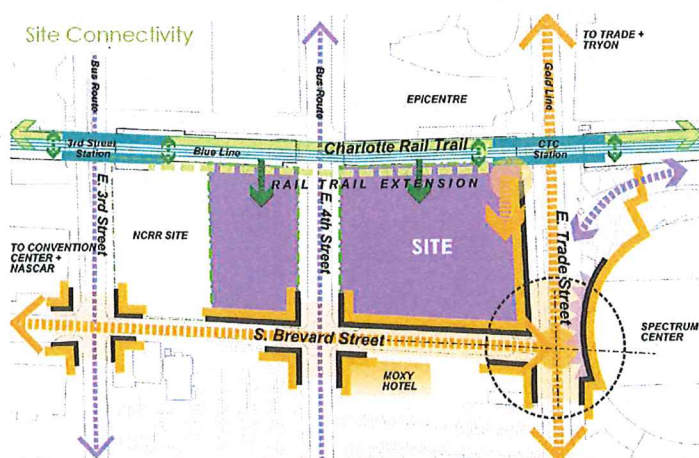 Site Connectivity
Bus Route
Bus Route
Gold Line
TO TRADE +
TRYON
EPICENTRE
3rd Street
Station
Blue Line
Charlotte Rail Trail
CTC
Station
RAIL TRAIL EXTENSION
E. 3rd Street
E. 4th Street
E. Trade Street
NCRR SITE
SITE
TO CONVENTION
CENTER +
NASCAR
SPECTRUM
CENTER
S. Brevard Street
MOXY
HOTEL